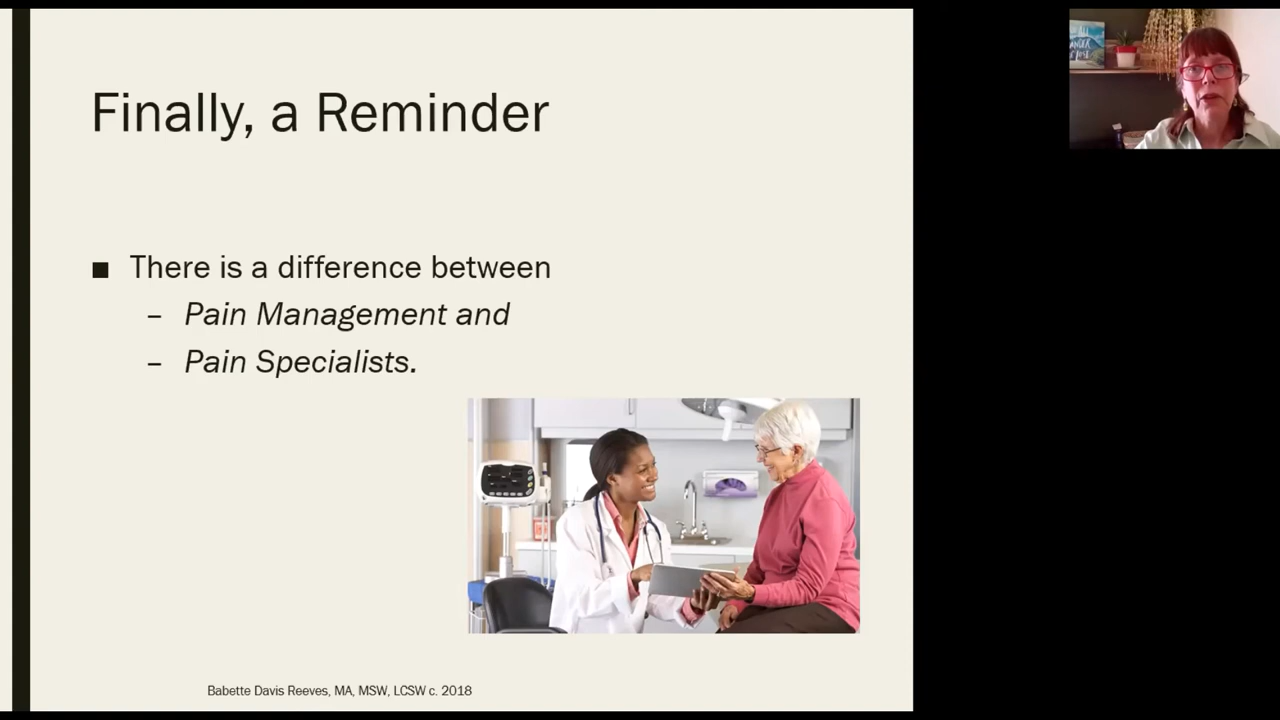 Finally, a Reminder
■ There is a difference between
– Pain Management and
– Pain Specialists.
Babette Davis Reeves, MA, MSW, LCSW c. 2018